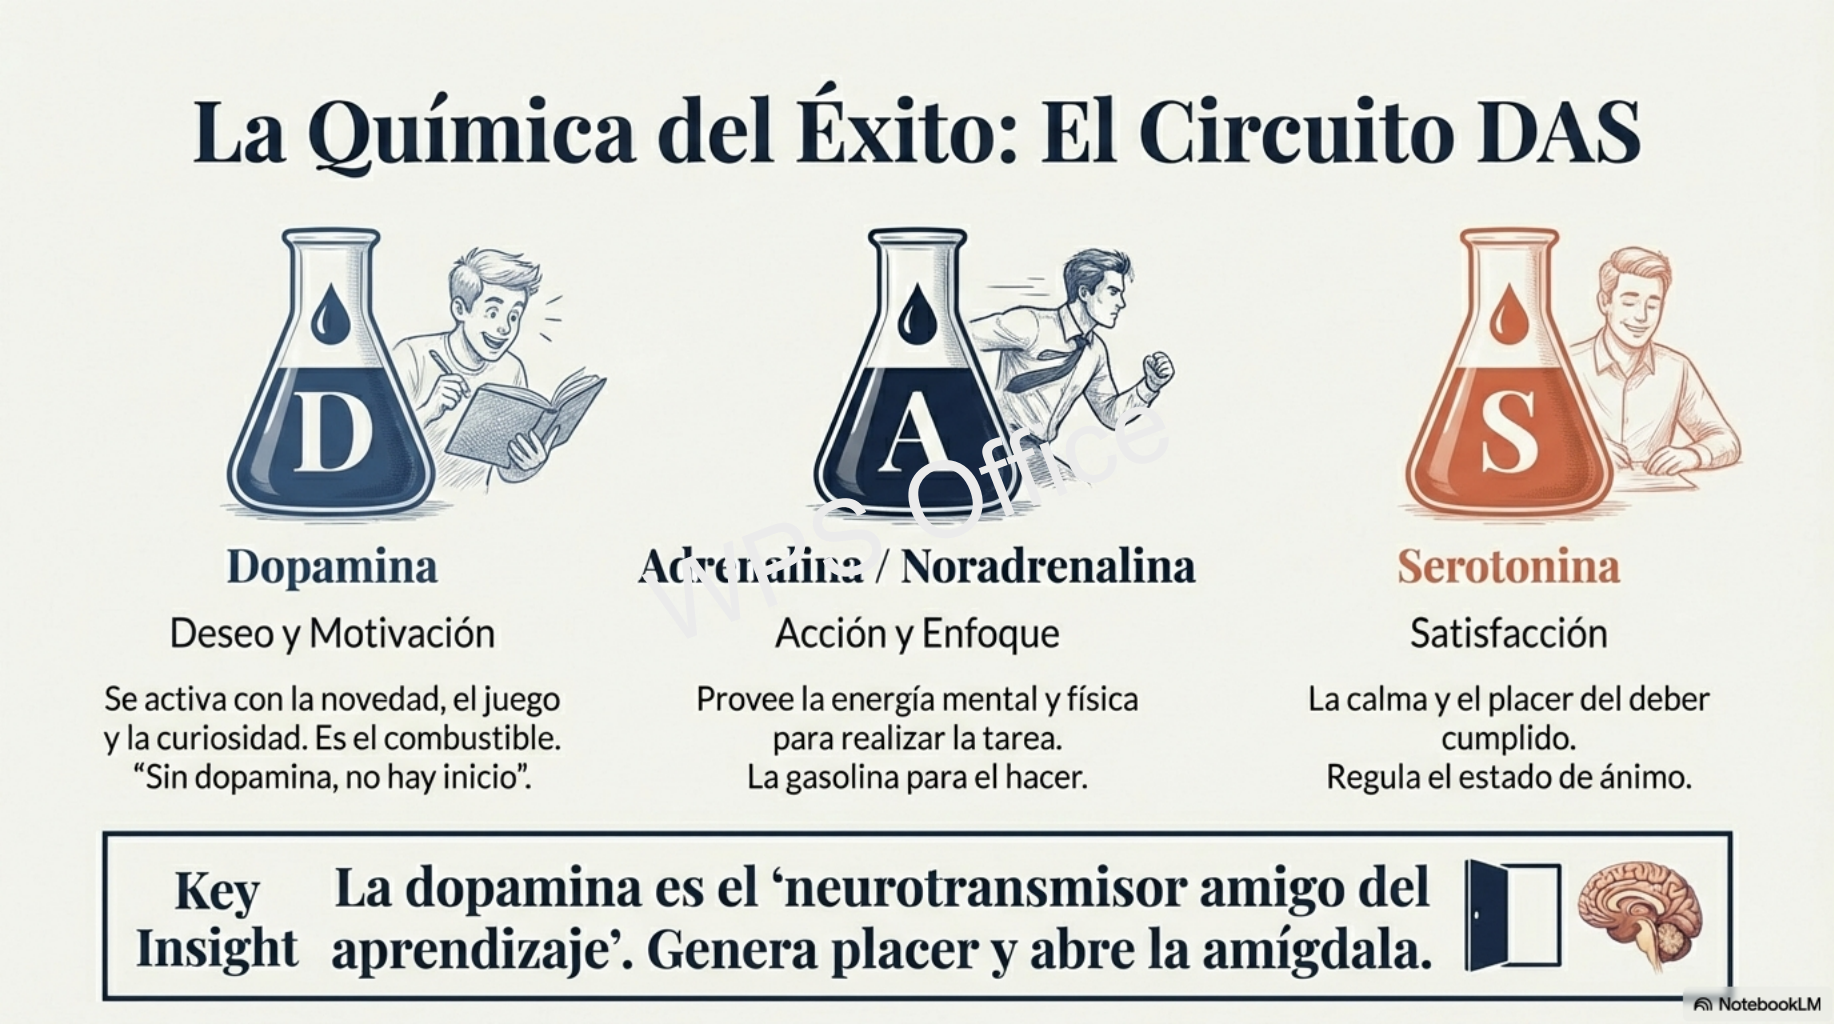 La Química del Éxito: El Circuito DAS
D
A
S
Dopamina
Deseo y Motivación
Se activa con la novedad, el juego
y la curiosidad. Es el combustible.
“Sin dopamina, no hay inicio”.
Adrenalina / Noradrenalina
Acción y Enfoque
Provee la energía mental y física
para realizar la tarea.
La gasolina para el hacer.
Serotonina
Satisfacción
La calma y el placer del deber
cumplido.
Regula el estado de ánimo.
WPS Office
Key
Insight
La dopamina es el ‘neurotransmisor amigo del
aprendizaje’. Genera placer y abre la amígdala.
NotebookLM